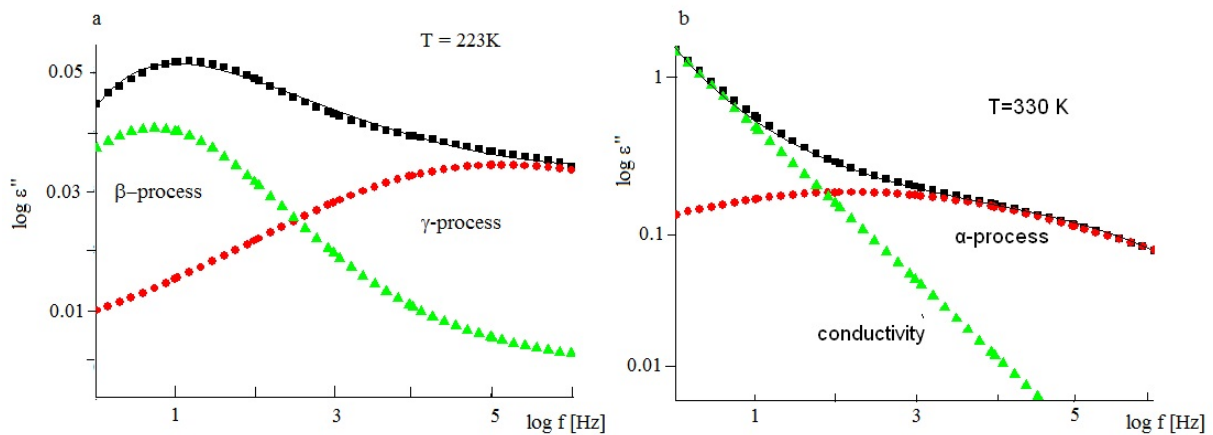 a
T = 223K
0.05
0.03
0.01
log ε''
β–process
γ-process
1
3
5
log f [Hz]
b
T=330 K
1
0.1
0.01
log ε''
α-process
conductivity
1
3
5
log f [Hz]